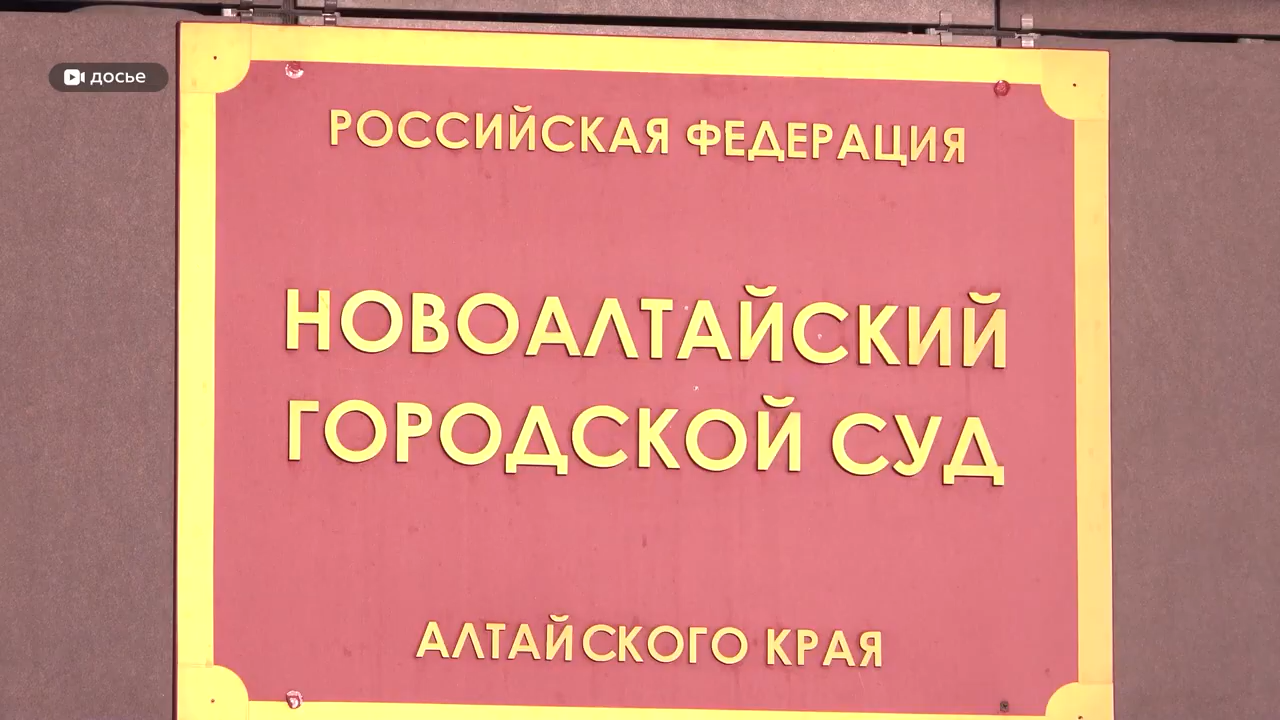 досье
РОССИЙСКАЯ ФЕДЕРАЦИЯ
НОВОАЛТАЙСКИЙ
ГОРОДСКОЙ СУД
АЛТАЙСКОГО КРАЯ